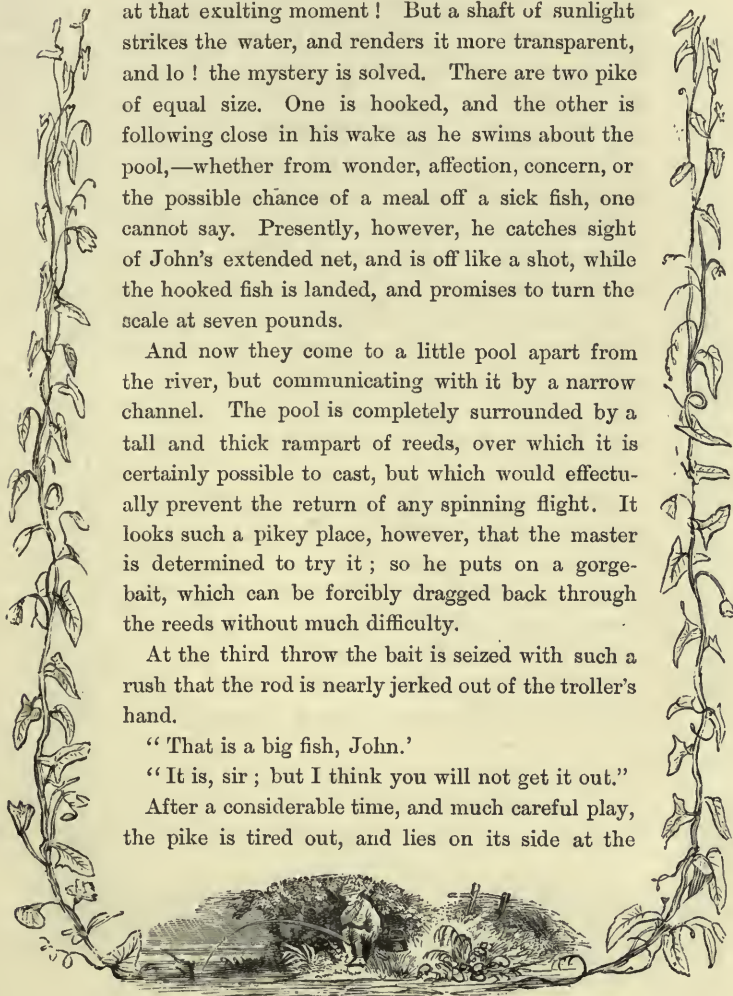 at that exulting moment ! But a shaft of sunlight
strikes the water, and renders it more transparent,
and lo ! the mystery is solved. There are two pike
of equal size. One is hooked, and the other is
following close in his wake as he swims about the
pool,—whether from wonder, affection, concern, or
the possible chance of a meal off a sick fish, one
cannot say. Presently, however, he catches sight
of John's extended net, and is off like a shot, while
the hooked fish is landed, and promises to turn the
scale at seven pounds.
And now they come to a little pool apart from
the river, but communicating with it by a narrow
channel. The pool is completely surrounded by a
tall and thick rampart of reeds, over which it is
certainly possible to cast, but which would effectu-
ally prevent the return of any spinning flight. It
looks such a pikey place, however, that the master
is determined to try it ; so he puts on a gorge-
bait, which can be forcibly dragged back through
the reeds without much difficulty.
At the third throw the bait is seized with such a
rush that the rod is nearly jerked out of the troller's
hand.
“ That is a big fish, John.’
“ It is, sir ; but I think you will not get it out.”
After a considerable time, and much careful play,
the pike is tired out, and lies on its side at the